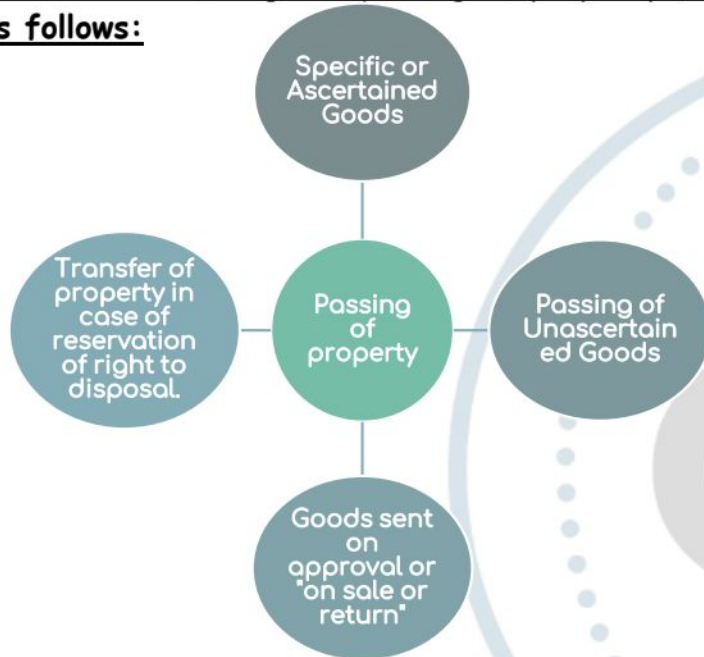 s follows:
Specific or
Ascertained
Goods
Transfer of
property in
case of
reservation
of right to
disposal.
Passing
of
property
Passing of
Unascertain
ed Goods
Goods sent
on
approval or
"on sale or
return"